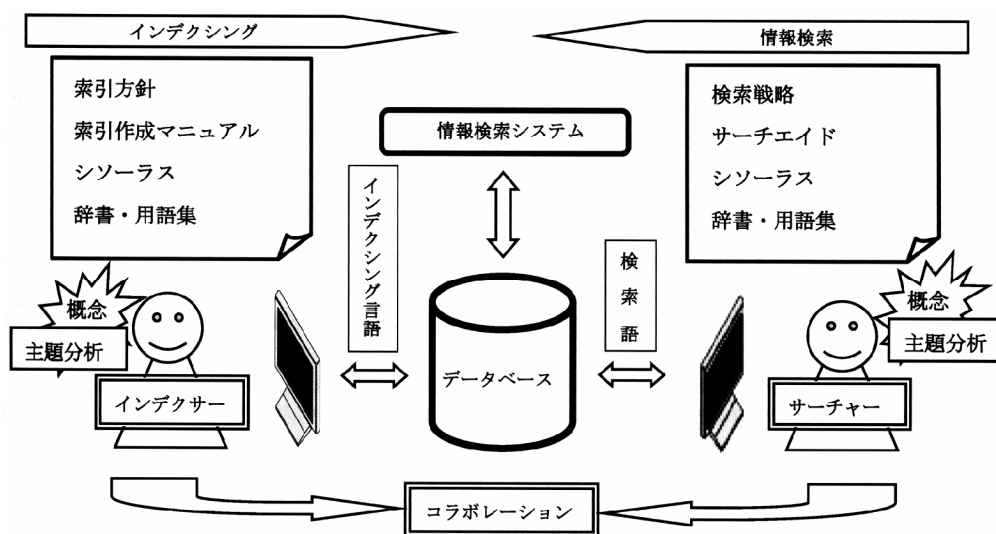 インデクシング
情報検索
索引方針
索引作成マニュアル
シソーラス
辞書・用語集
検索戦略
サーチエイド
シソーラス
辞書・用語集
情報検索システム
インデクシング言語
検索語
概念
主題分析
インデクサー
データベース
概念
主題分析
サーチャー
コラボレーション